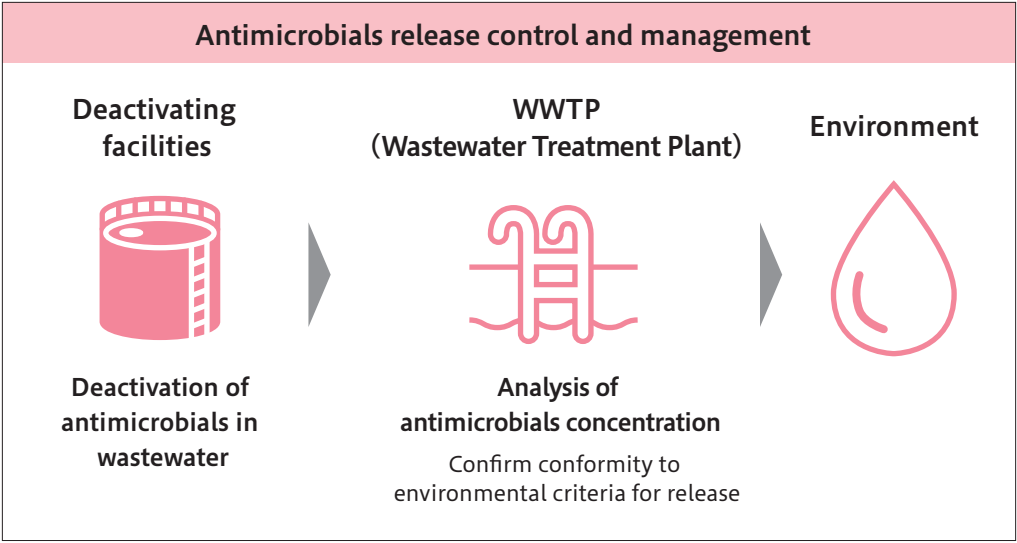 Antimicrobials release control and management
Deactivating
facilities
Deactivation of
antimicrobials in
wastewater
WWTP
(Wastewater Treatment Plant)
Analysis of
antimicrobials concentration
Confirm conformity to
environmental criteria for release
Environment